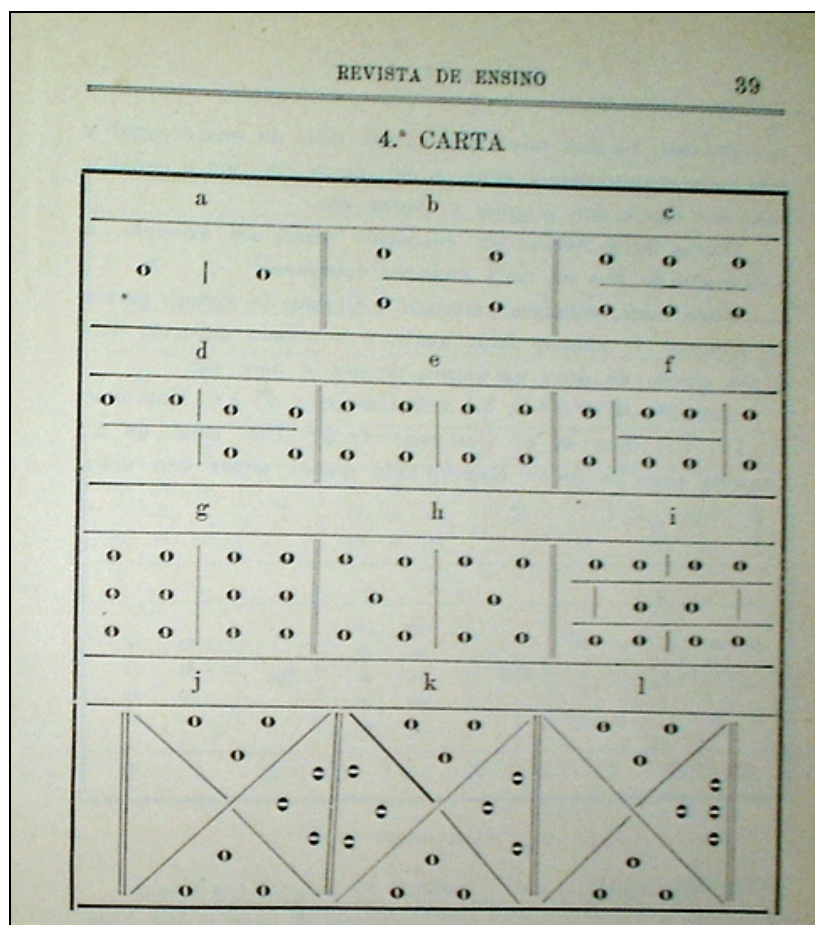 REVISTA DE ENSINO 39
4.ª CARTA
a b c
d e f
g h i
j k l